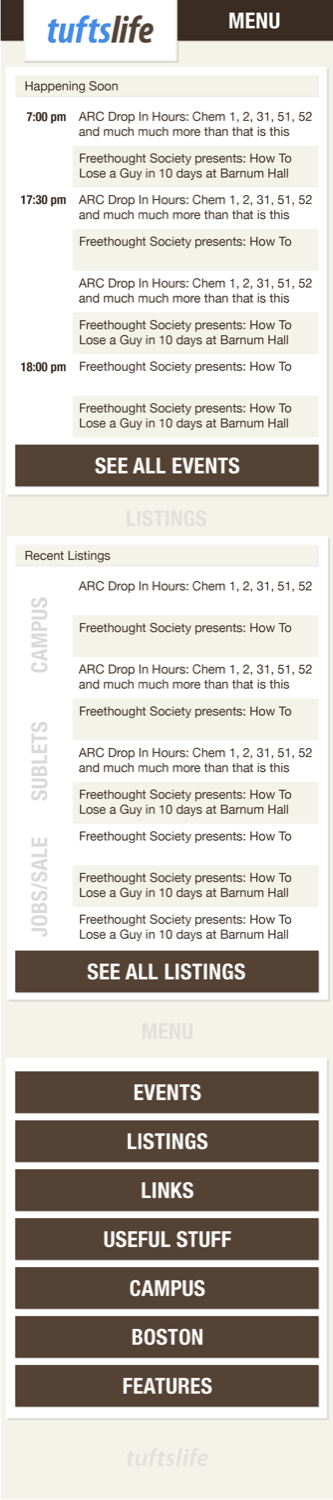 tuftslife
MENU
Happening Soon
7:00 pm ARC Drop In Hours: Chem 1, 2, 31, 51, 52
and much much more than that is this
Freethought Society presents: How To
Lose a Guy in 10 days at Barnum Hall
17:30 pm ARC Drop In Hours: Chem 1, 2, 31, 51, 52
and much much more than that is this
Freethought Society presents: How To
ARC Drop In Hours: Chem 1, 2, 31, 51, 52
and much much more than that is this
Freethought Society presents: How To
Lose a Guy in 10 days at Barnum Hall
18:00 pm Freethought Society presents: How To
Freethought Society presents: How To
Lose a Guy in 10 days at Barnum Hall
SEE ALL EVENTS
LISTINGS
Recent Listings
CAMPUS
ARC Drop In Hours: Chem 1, 2, 31, 51, 52
Freethought Society presents: How To
ARC Drop In Hours: Chem 1, 2, 31, 51, 52
and much much more than that is this
SUBLETS
Freethought Society presents: How To
ARC Drop In Hours: Chem 1, 2, 31, 51, 52
and much much more than that is this
Freethought Society presents: How To
Lose a Guy in 10 days at Barnum Hall
JOBS/SALE
Freethought Society presents: How To
Freethought Society presents: How To
Lose a Guy in 10 days at Barnum Hall
Freethought Society presents: How To
Lose a Guy in 10 days at Barnum Hall
SEE ALL LISTINGS
MENU
EVENTS
LISTINGS
LINKS
USEFUL STUFF
CAMPUS
BOSTON
FEATURES
tuftslife